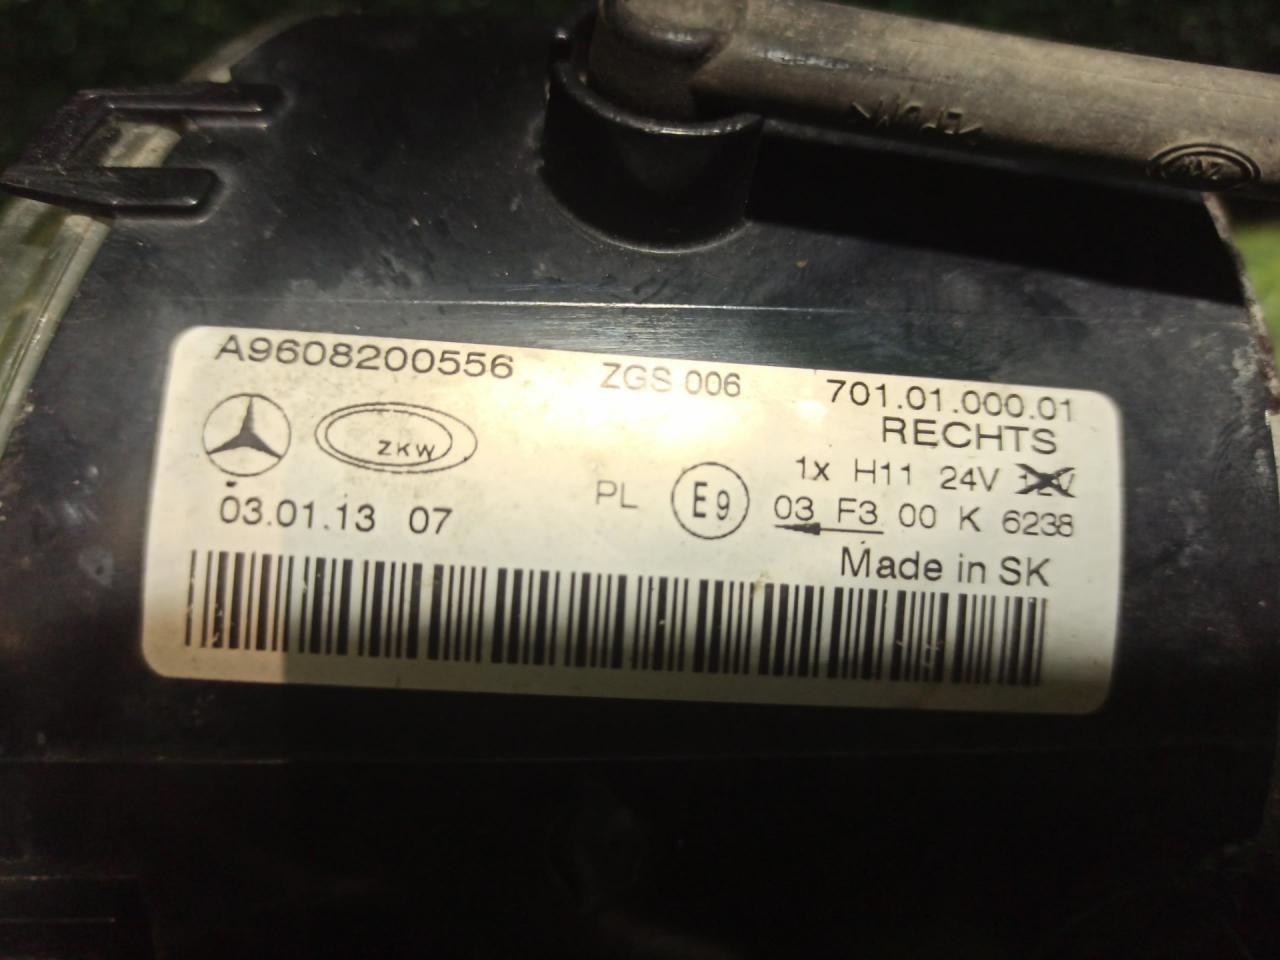 >EPDM<
A9608200556 ZGS 006 701.01.000.01
RECHTS
ZKW
1x H11 24V 12V
PL E9 03 F3 00 K 6238
03.01.13 07
Made in SK